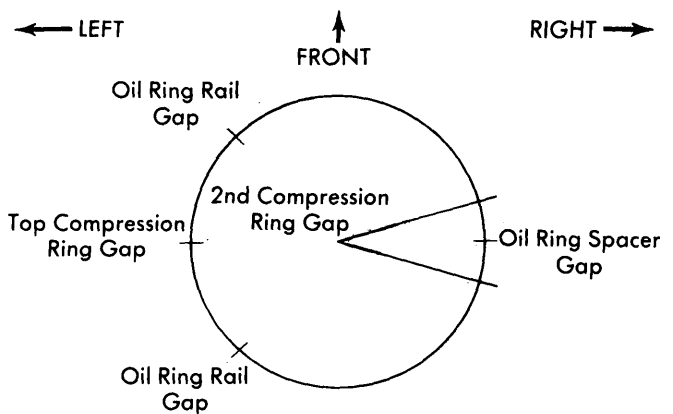 LEFT
FRONT
RIGHT
Oil Ring Rail
Gap
2nd Compression
Ring Gap
Top Compression
Ring Gap
Oil Ring Spacer
Gap
Oil Ring Rail
Gap